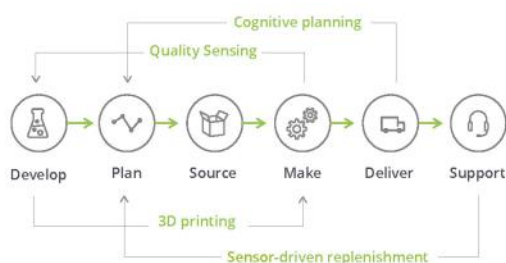 Cognitive planning
Quality Sensing
Develop
Plan
Source
Make
Deliver
Support
3D printing
Sensor-driven replenishment